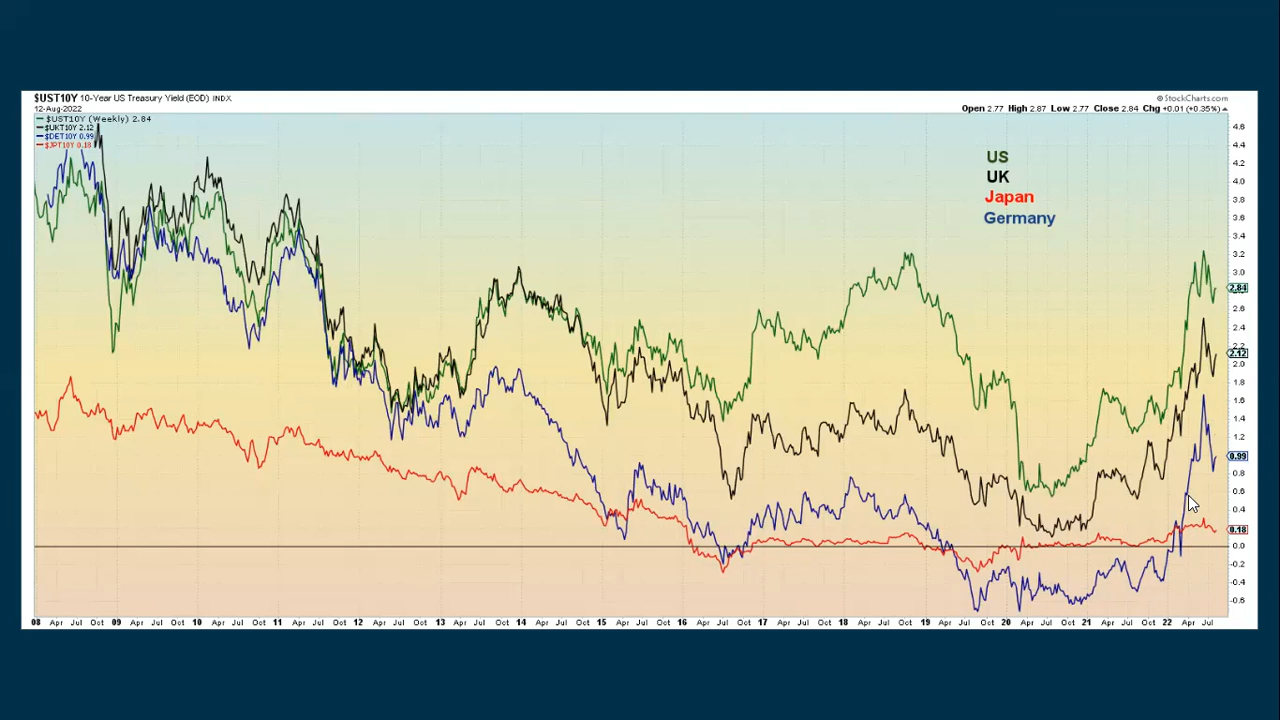 $UST10Y 10-Year US Treasury Yield (EOD) INDX
© StockCharts.com
12-Aug-2022
Open 2.77 High 2.87 Low 2.77 Close 2.84 Chg +0.01 (+0.35%)
$UST10Y (Weekly) 2.84
$UKT10Y 2.12
$DET10Y 0.99
$JPT10Y 0.18
US
UK
Japan
Germany
4.6
4.4
4.2
4.0
3.8
3.6
3.4
3.2
3.0
2.84
2.6
2.4
2.2
2.12
2.0
1.8
1.6
1.4
1.2
0.99
0.8
0.6
0.4
0.18
0.0
-0.2
-0.4
-0.6
08 Apr Jul Oct 09 Apr Jul Oct 10 Apr Jul Oct 11 Apr Jul Oct 12 Apr Jul Oct 13 Apr Jul Oct 14 Apr Jul Oct 15 Apr Jul Oct 16 Apr Jul Oct 17 Apr Jul Oct 18 Apr Jul Oct 19 Apr Jul Oct 20 Apr Jul Oct 21 Apr Jul Oct 22 Apr Jul